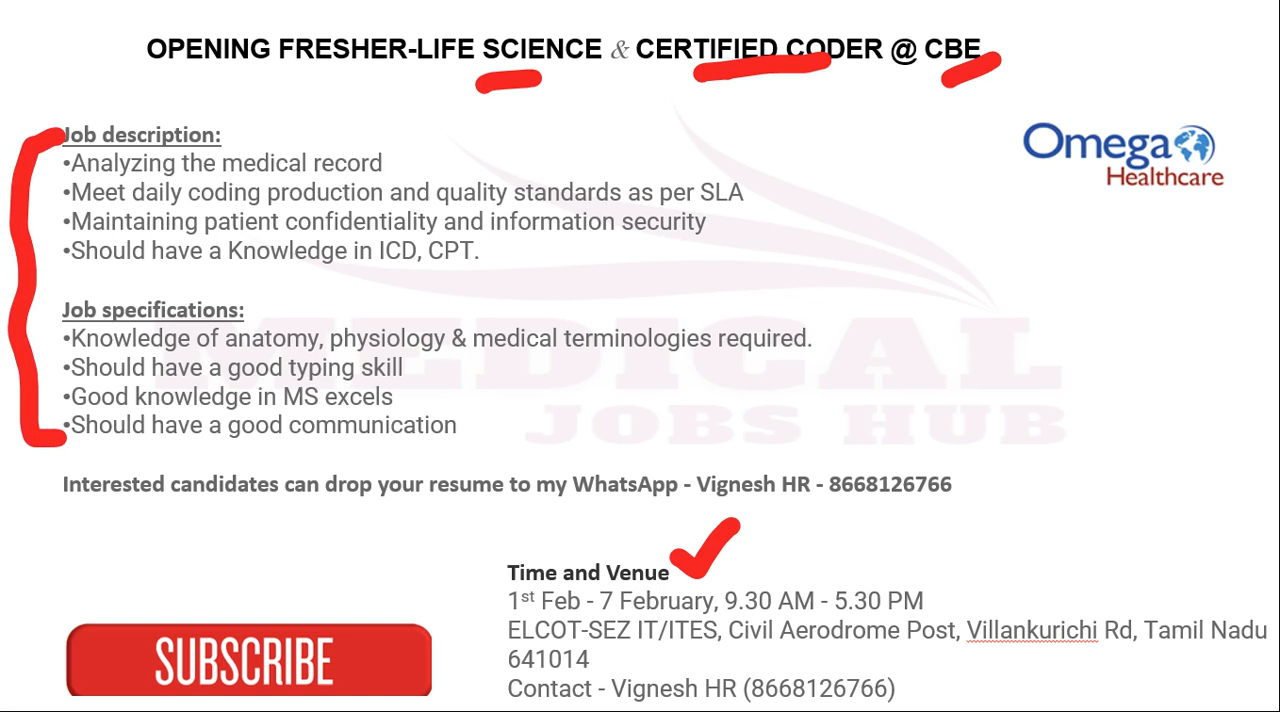 OPENING FRESHER-LIFE SCIENCE & CERTIFIED CODER @ CBE
Job description:
•Analyzing the medical record
•Meet daily coding production and quality standards as per SLA
•Maintaining patient confidentiality and information security
•Should have a Knowledge in ICD, CPT.
Omega
Healthcare
Job specifications:
•Knowledge of anatomy, physiology & medical terminologies required.
•Should have a good typing skill
•Good knowledge in MS excels
•Should have a good communication
MEDICAL
JOBS HUB
Interested candidates can drop your resume to my WhatsApp - Vignesh HR - 8668126766
Time and Venue
1st Feb - 7 February, 9.30 AM - 5.30 PM
ELCOT-SEZ IT/ITES, Civil Aerodrome Post, Villankurichi Rd, Tamil Nadu
641014
Contact - Vignesh HR (8668126766)
SUBSCRIBE